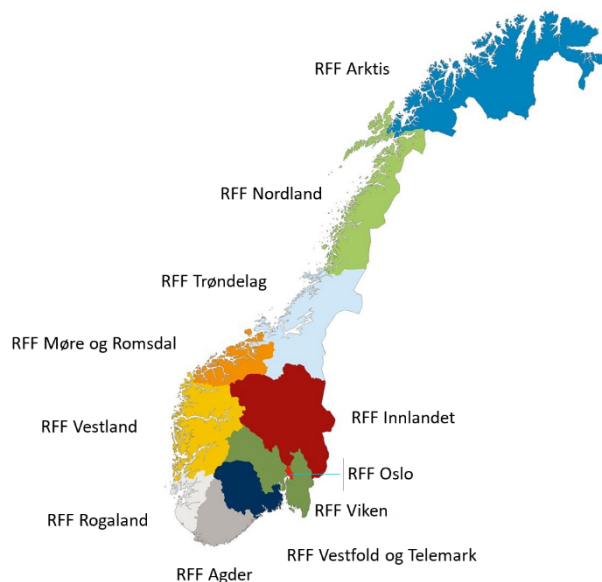 RFF Arktis
RFF Nordland
RFF Trøndelag
RFF Møre og Romsdal
RFF Vestland
RFF Innlandet
RFF Oslo
RFF Rogaland
RFF Viken
RFF Vestfold og Telemark
RFF Agder